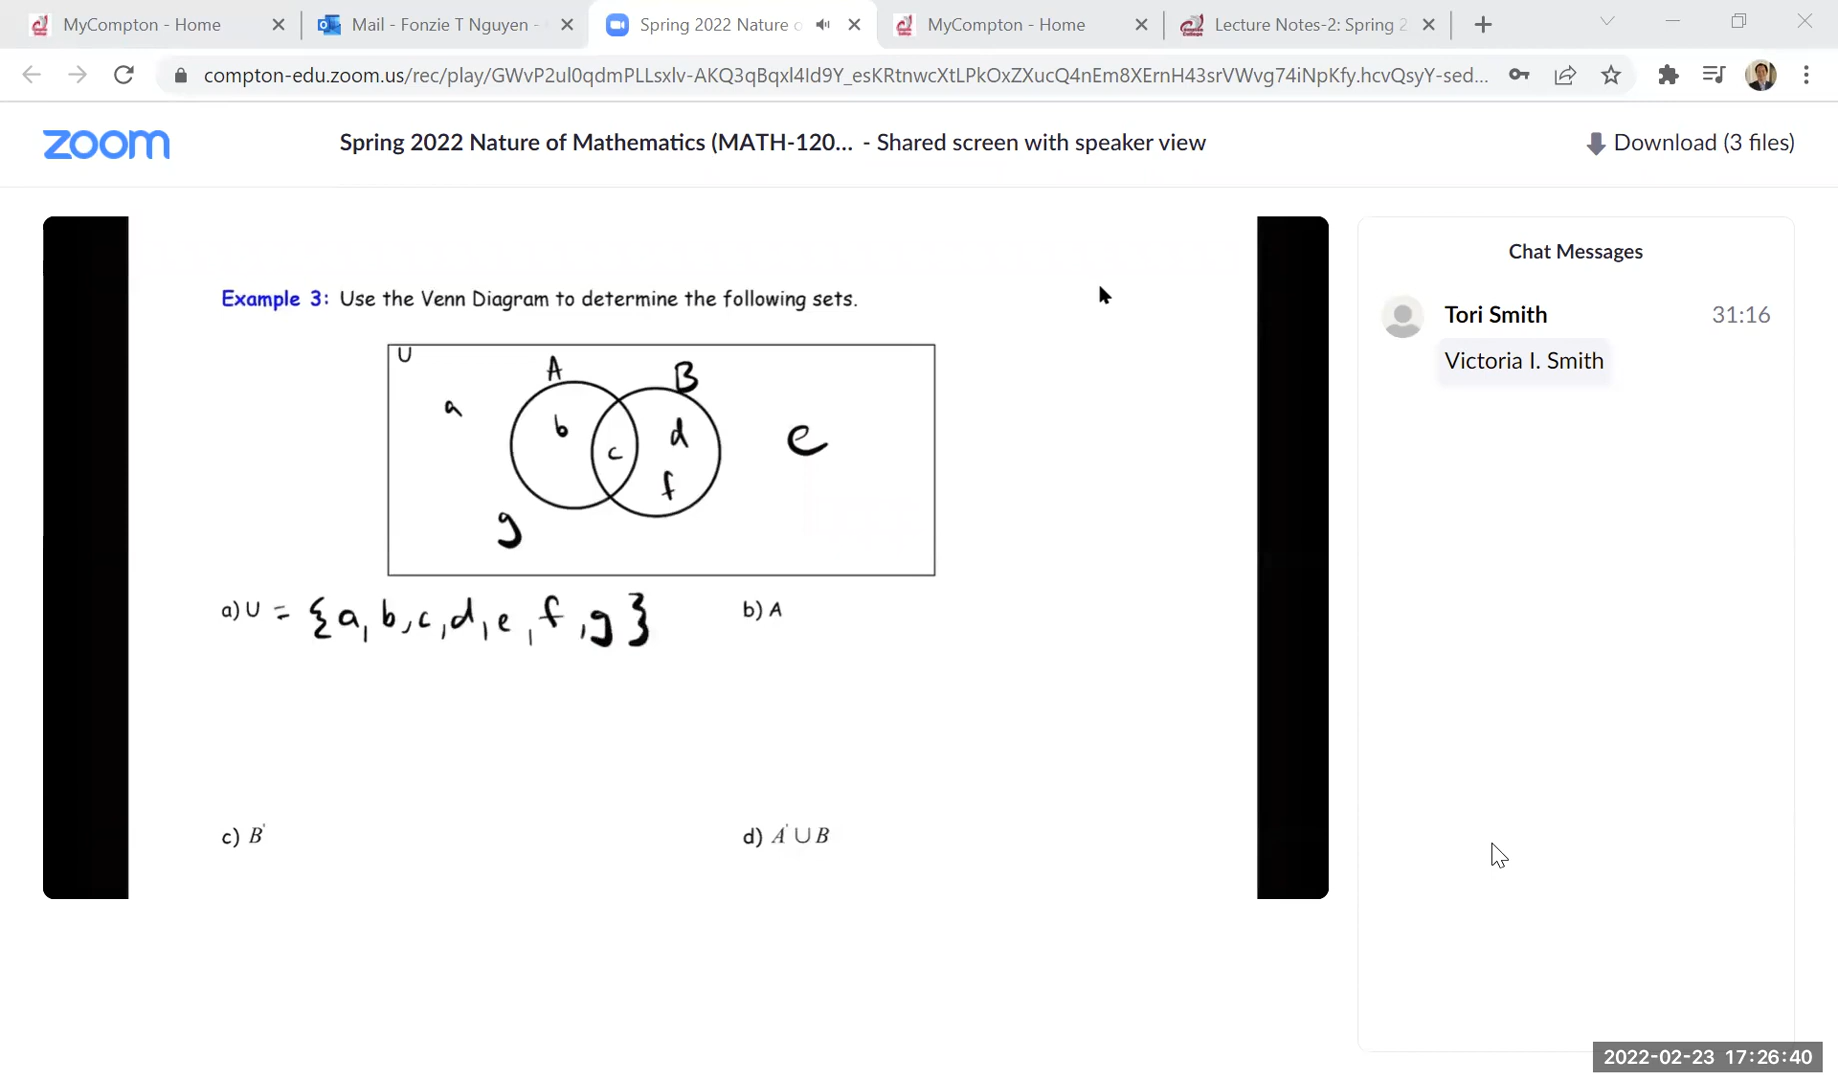 MyCompton - Home
Mail - Fonzie T Nguyen -
Spring 2022 Nature o
MyCompton - Home
Lecture Notes-2: Spring 2
compton-edu.zoom.us/rec/play/GWvP2ul0qdmPLLsxlv-AKQ3qBqxl4Id9Y_esKRtnwcXtLPkOxZXucQ4nEm8XErnH43srVWvg74iNpKfy.hcvQsyY-sed...
zoom
Spring 2022 Nature of Mathematics (MATH-120... - Shared screen with speaker view
Download (3 files)
Chat Messages
Tori Smith 31:16
Victoria I. Smith
Example 3: Use the Venn Diagram to determine the following sets.
U
A
B
a
b
c
d
e
f
g
a) U = {a, b, c, d, e, f, g}
b) A
c) B'
d) A' ∪ B
2022-02-23 17:26:40